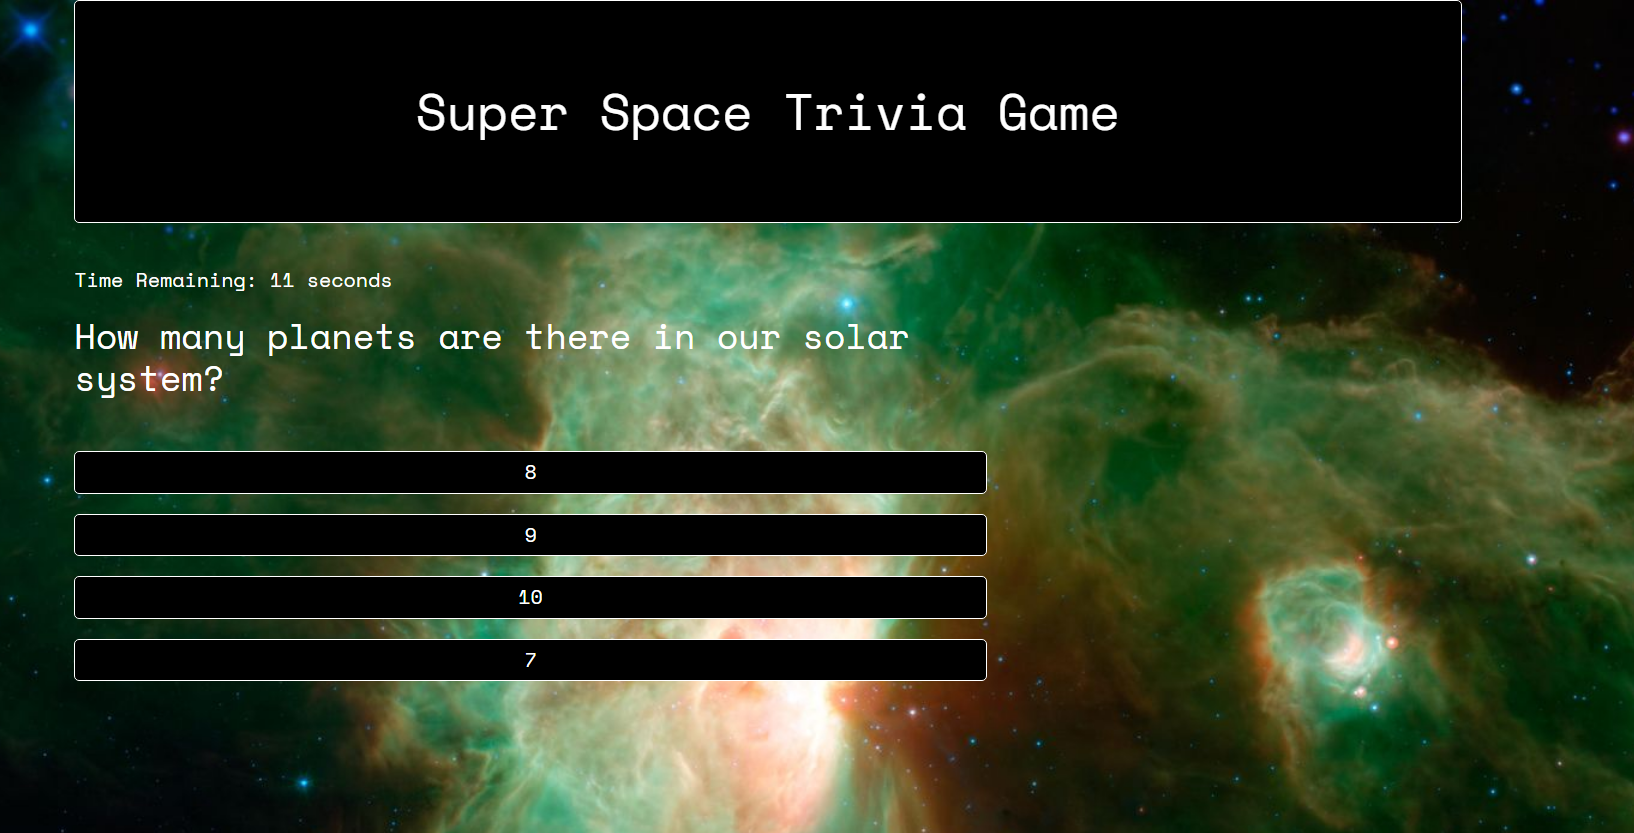 Super Space Trivia Game
Time Remaining: 11 seconds
How many planets are there in our solar
system?
8
9
10
7